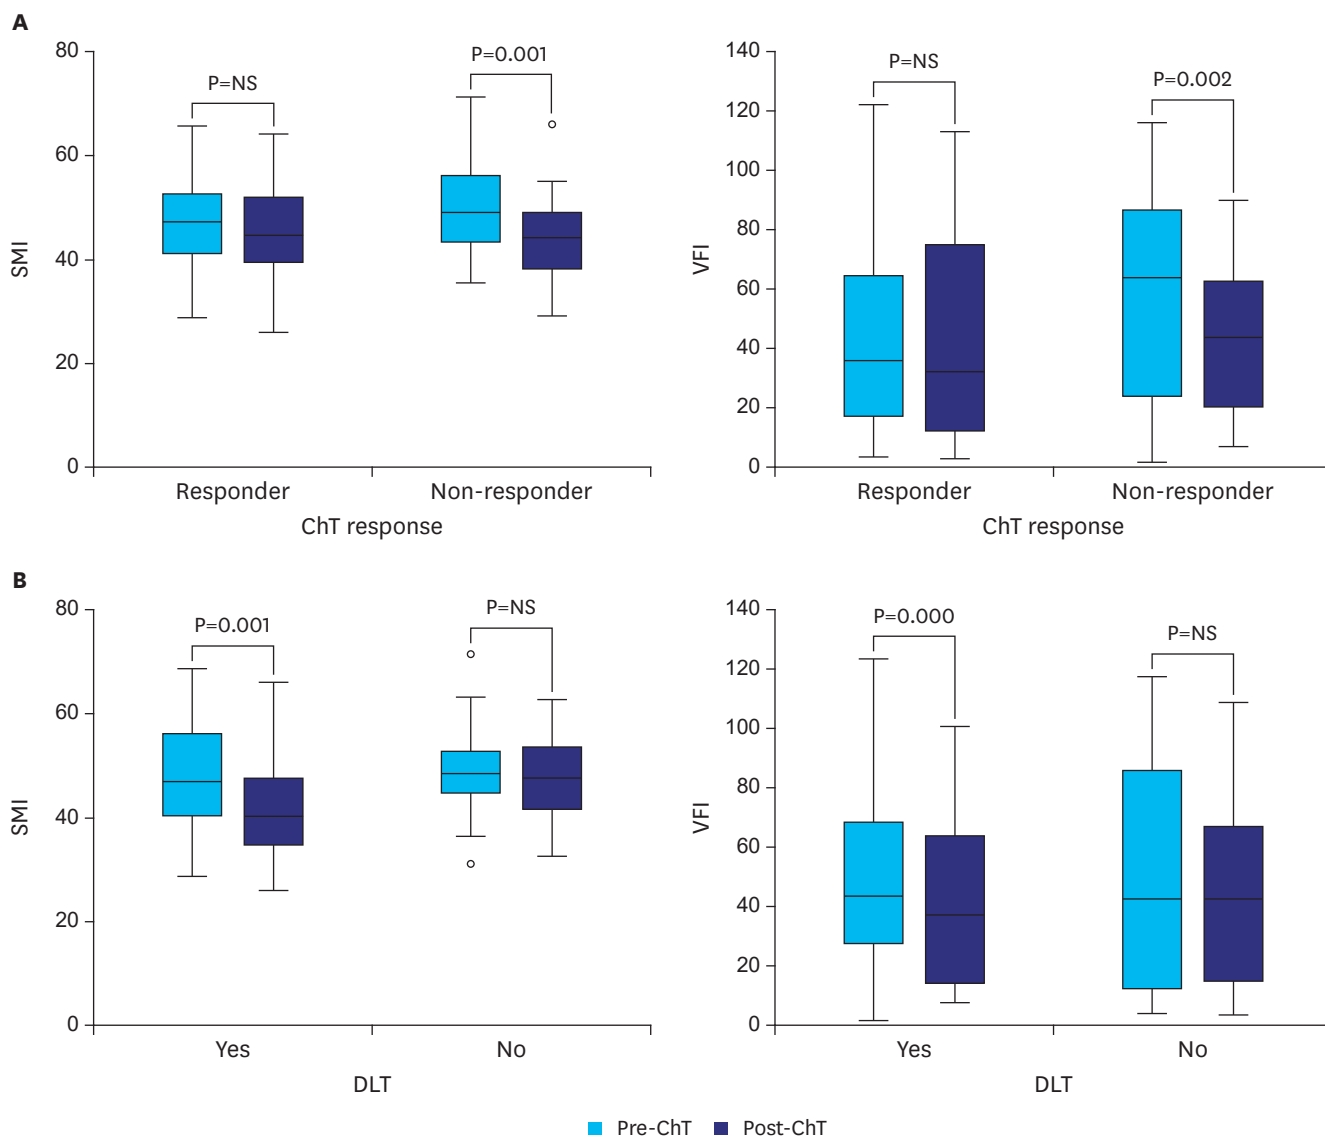 A
80
60
40
20
0
SMI
P=NS
P=0.001
Responder
Non-responder
ChT response
140
120
100
80
60
40
20
0
VFI
P=NS
P=0.002
Responder
Non-responder
ChT response
B
80
60
40
20
0
SMI
P=0.001
P=NS
Yes
No
DLT
140
120
100
80
60
40
20
0
VFI
P=0.000
P=NS
Yes
No
DLT
Pre-ChT Post-ChT